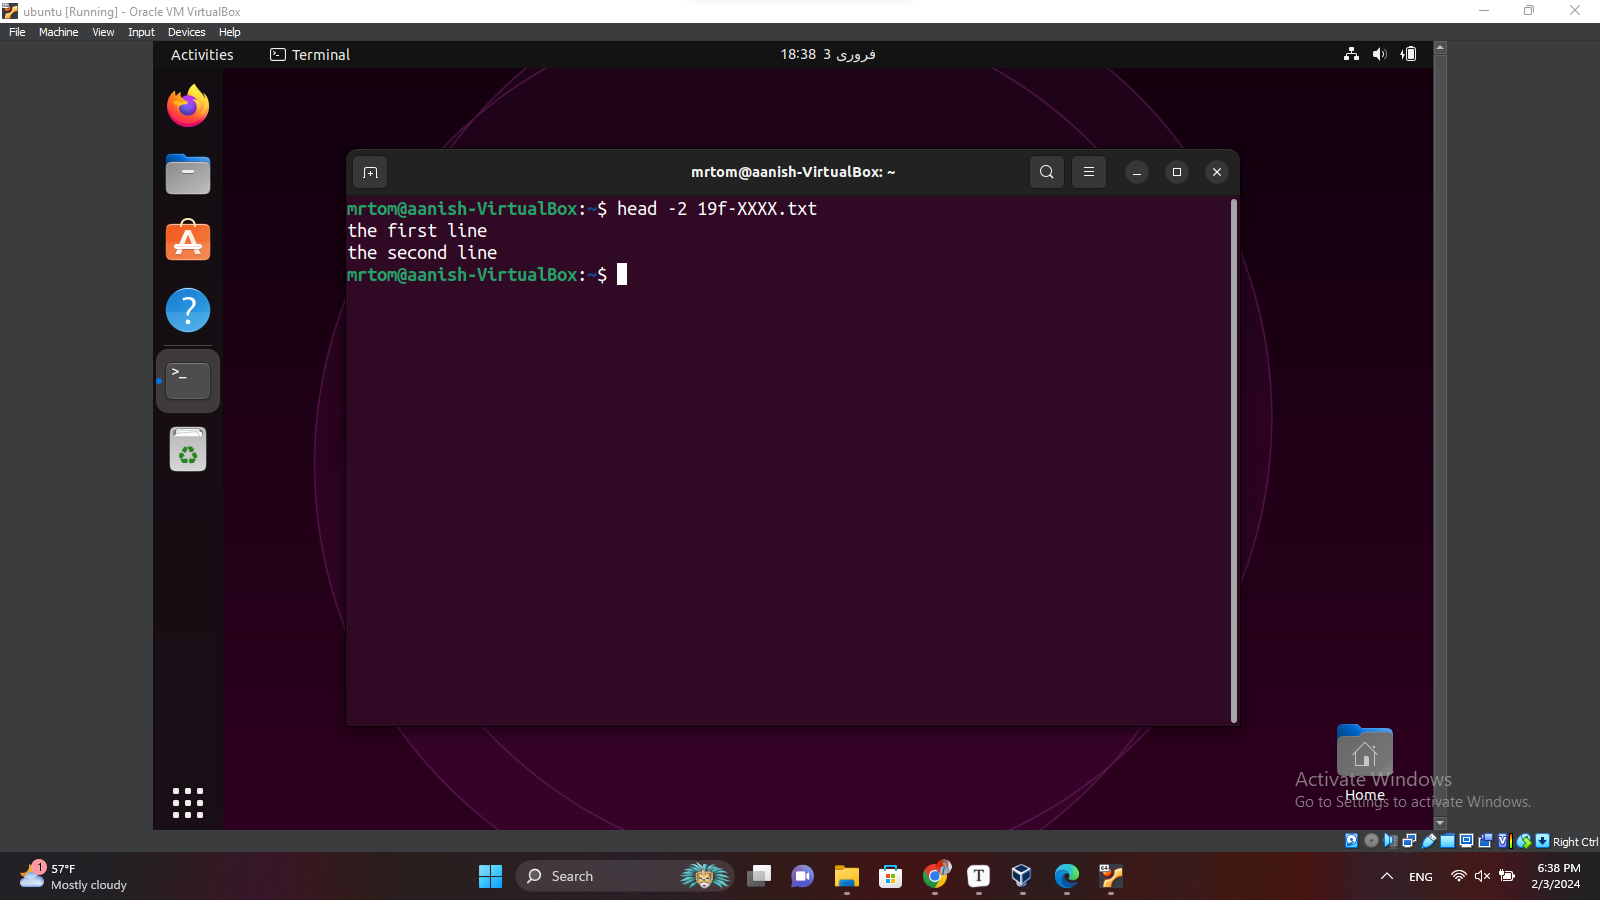 ubuntu [Running] - Oracle VM VirtualBox
File Machine View Input Devices Help
Activities Terminal 18:38 3 فروری
mrtom@aanish-VirtualBox: ~
mrtom@aanish-VirtualBox:~$ head -2 19f-XXXX.txt
the first line
the second line
mrtom@aanish-VirtualBox:~$
Home
Activate Windows
Go to Settings to activate Windows.
Right Ctrl
1
57°F
Mostly cloudy
Search
T
ENG
6:38 PM
2/3/2024